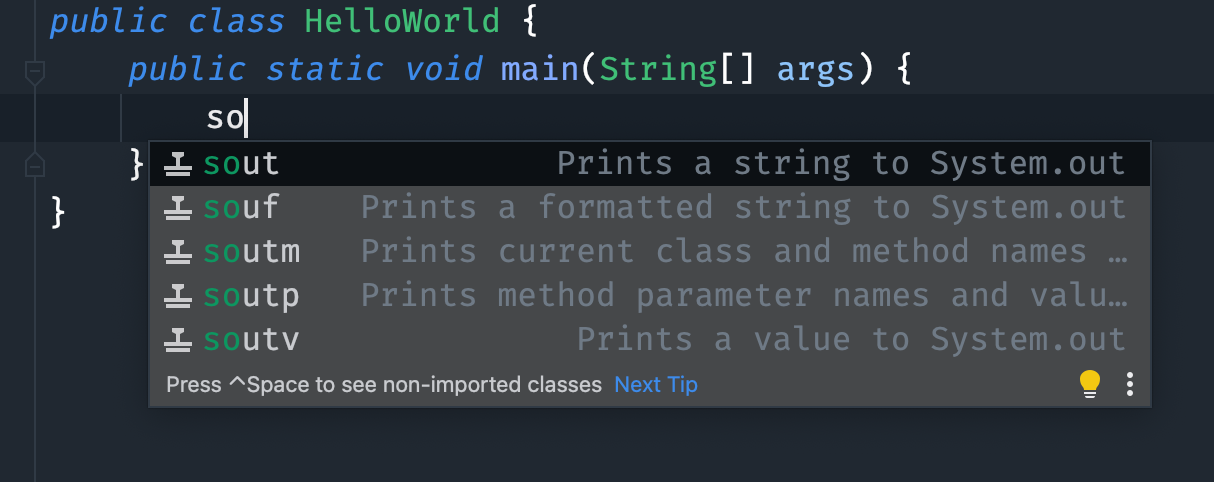 public class HelloWorld {
public static void main(String[] args) {
so
}
sout Prints a string to System.out
souf Prints a formatted string to System.out
}
soutm Prints current class and method names …
soutp Prints method parameter names and valu…
soutv Prints a value to System.out
Press ^Space to see non-imported classes Next Tip